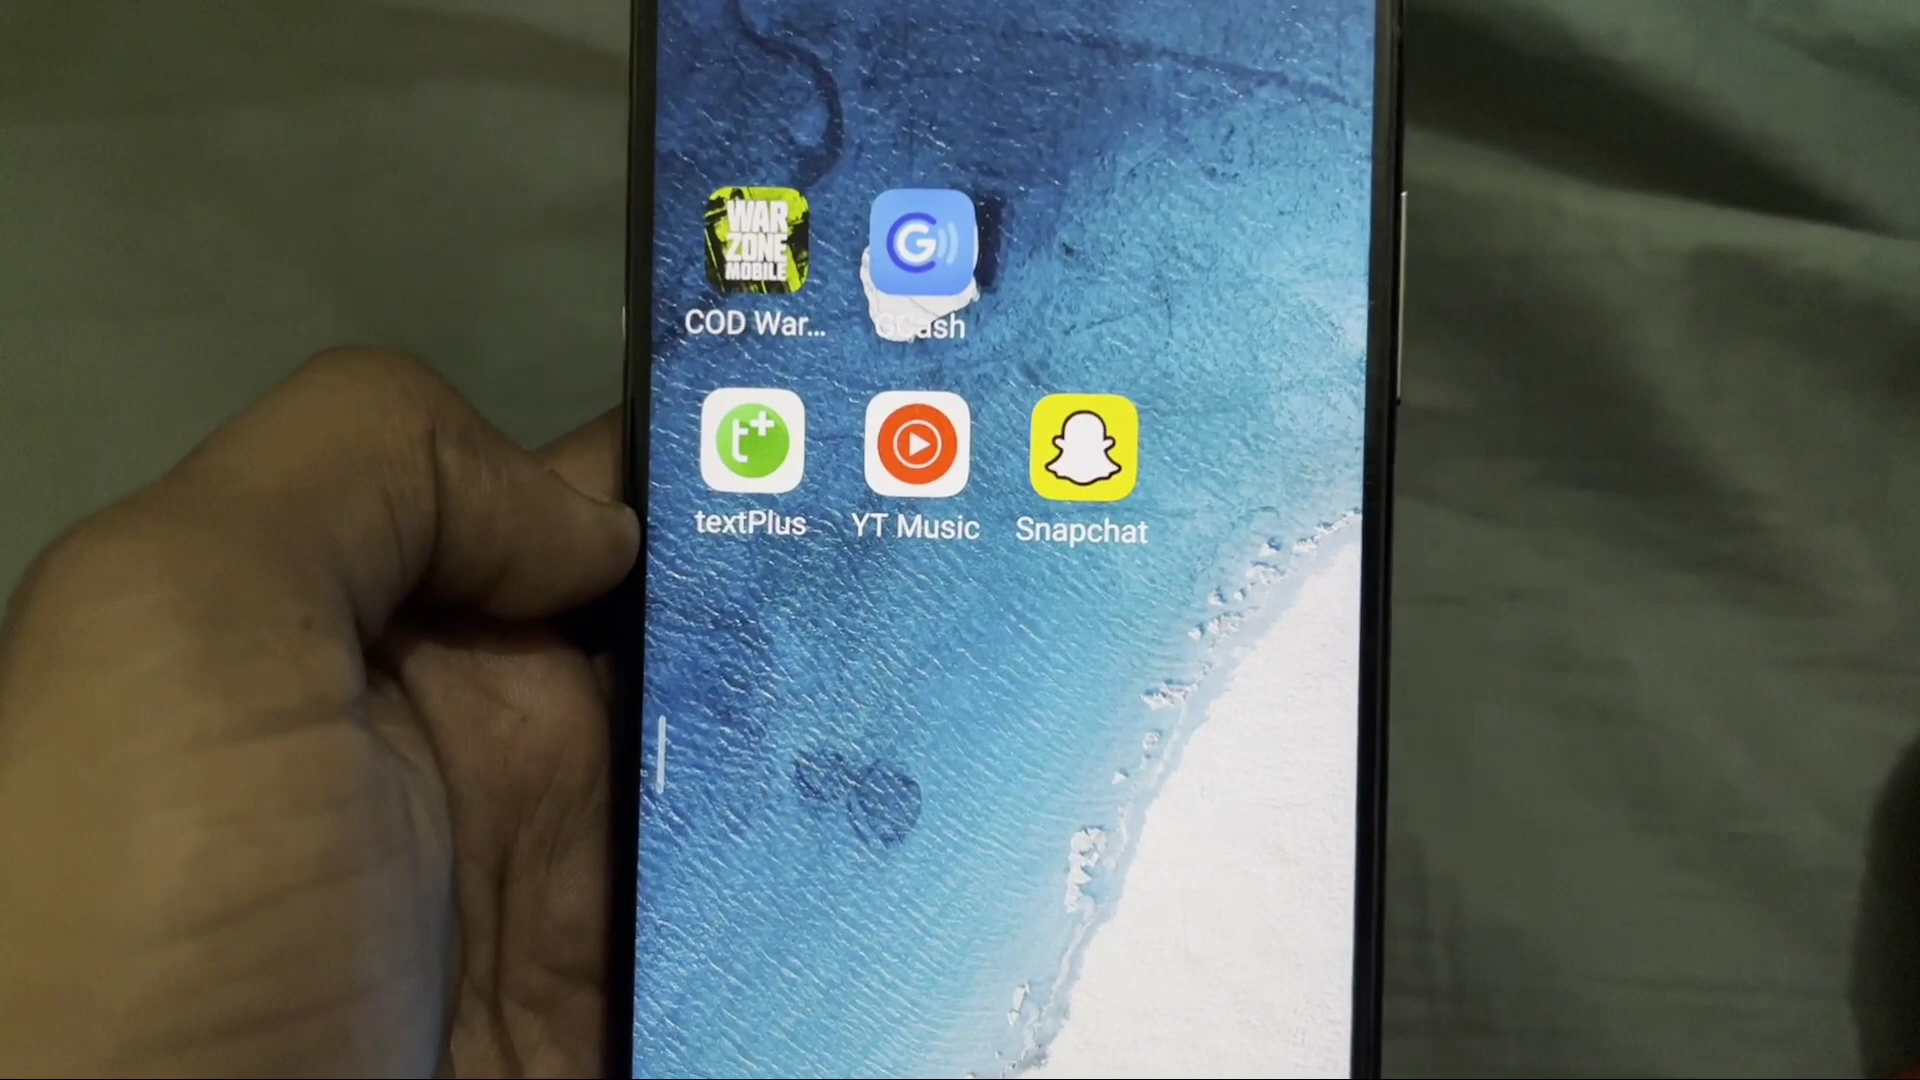 WAR
ZONE
MOBILE
G
COD War...
GCash
t+
textPlus
YT Music
Snapchat